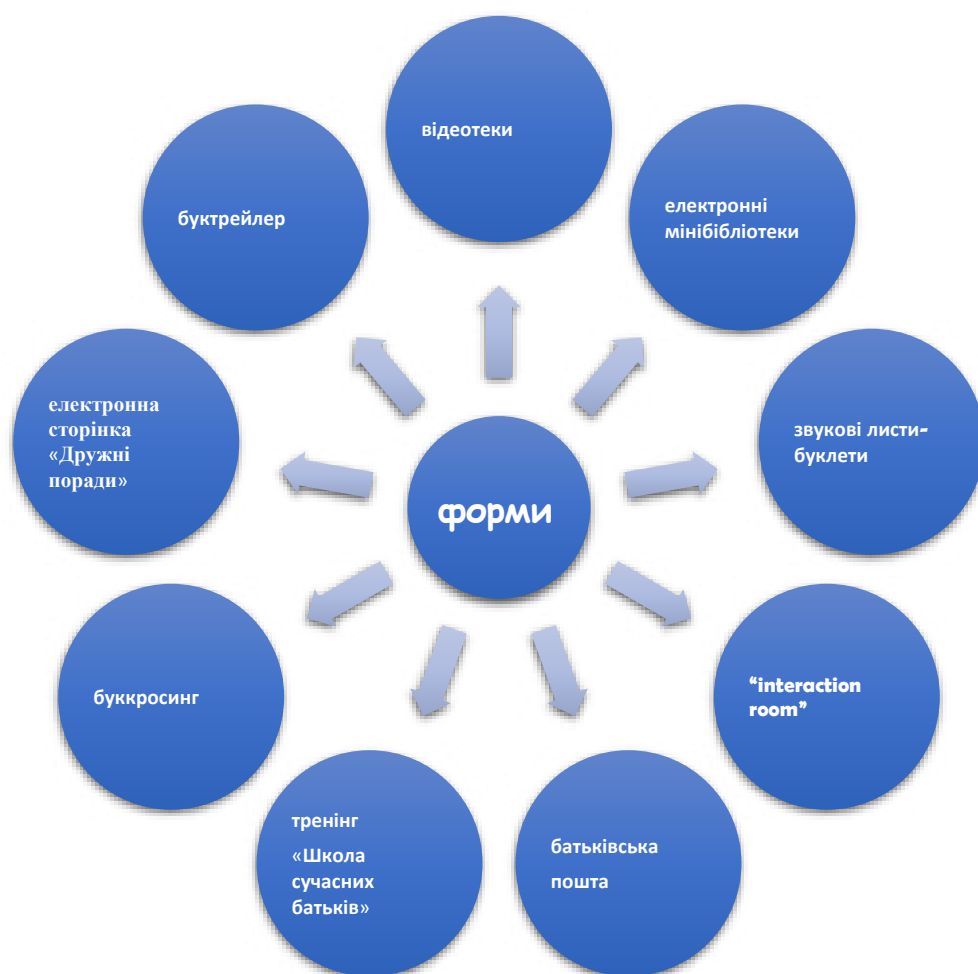 відеотеки
електронні
мінібібліотеки
звукові листи-
буклети
“interaction
room”
батьківська
пошта
тренінг
«Школа
сучасних
батьків»
буккросинг
електронна
сторінка
«Дружні
поради»
буктрейлер
форми